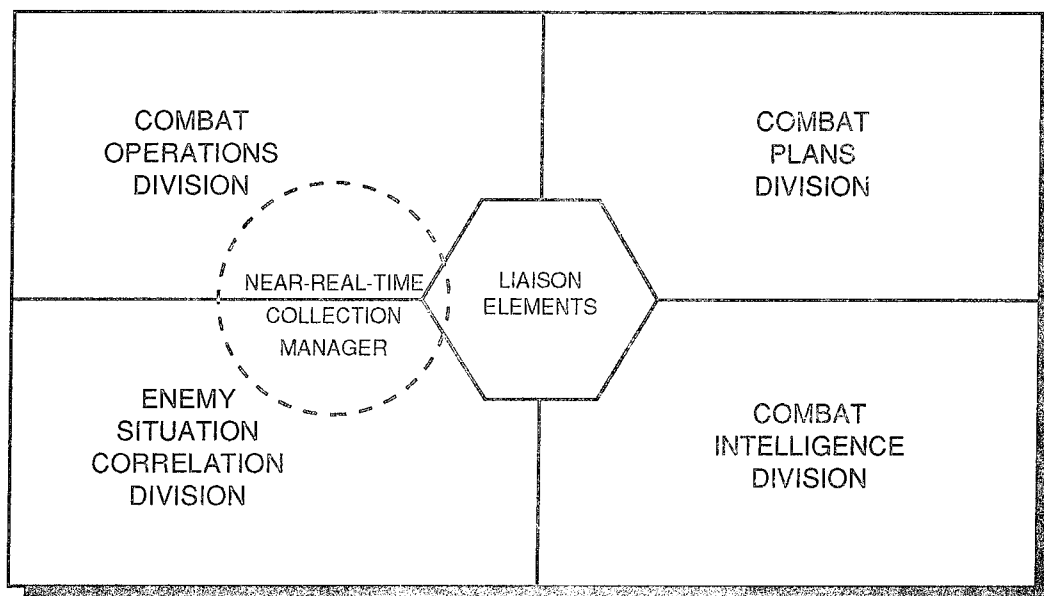 COMBAT
OPERATIONS
DIVISION
COMBAT
PLANS
DIVISION
NEAR-REAL-TIME
COLLECTION
MANAGER
LIAISON
ELEMENTS
ENEMY
SITUATION
CORRELATION
DIVISION
COMBAT
INTELLIGENCE
DIVISION